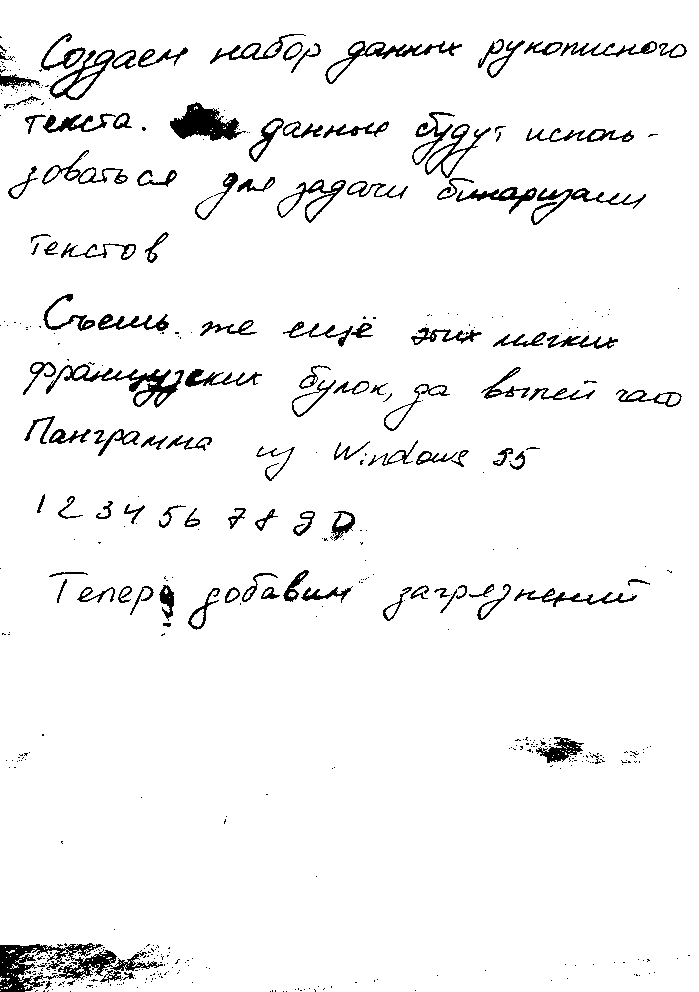 Создаем набор данных рукописного
текста. данные будут исполь-
зоваться для задачи бинаризации
текстов
Съешь же ещё этих мягких
французских булок, да выпей чаю
Панграмма из Windows 95
1 2 3 4 5 6 7 8 9 0
Теперь добавим загрязнений